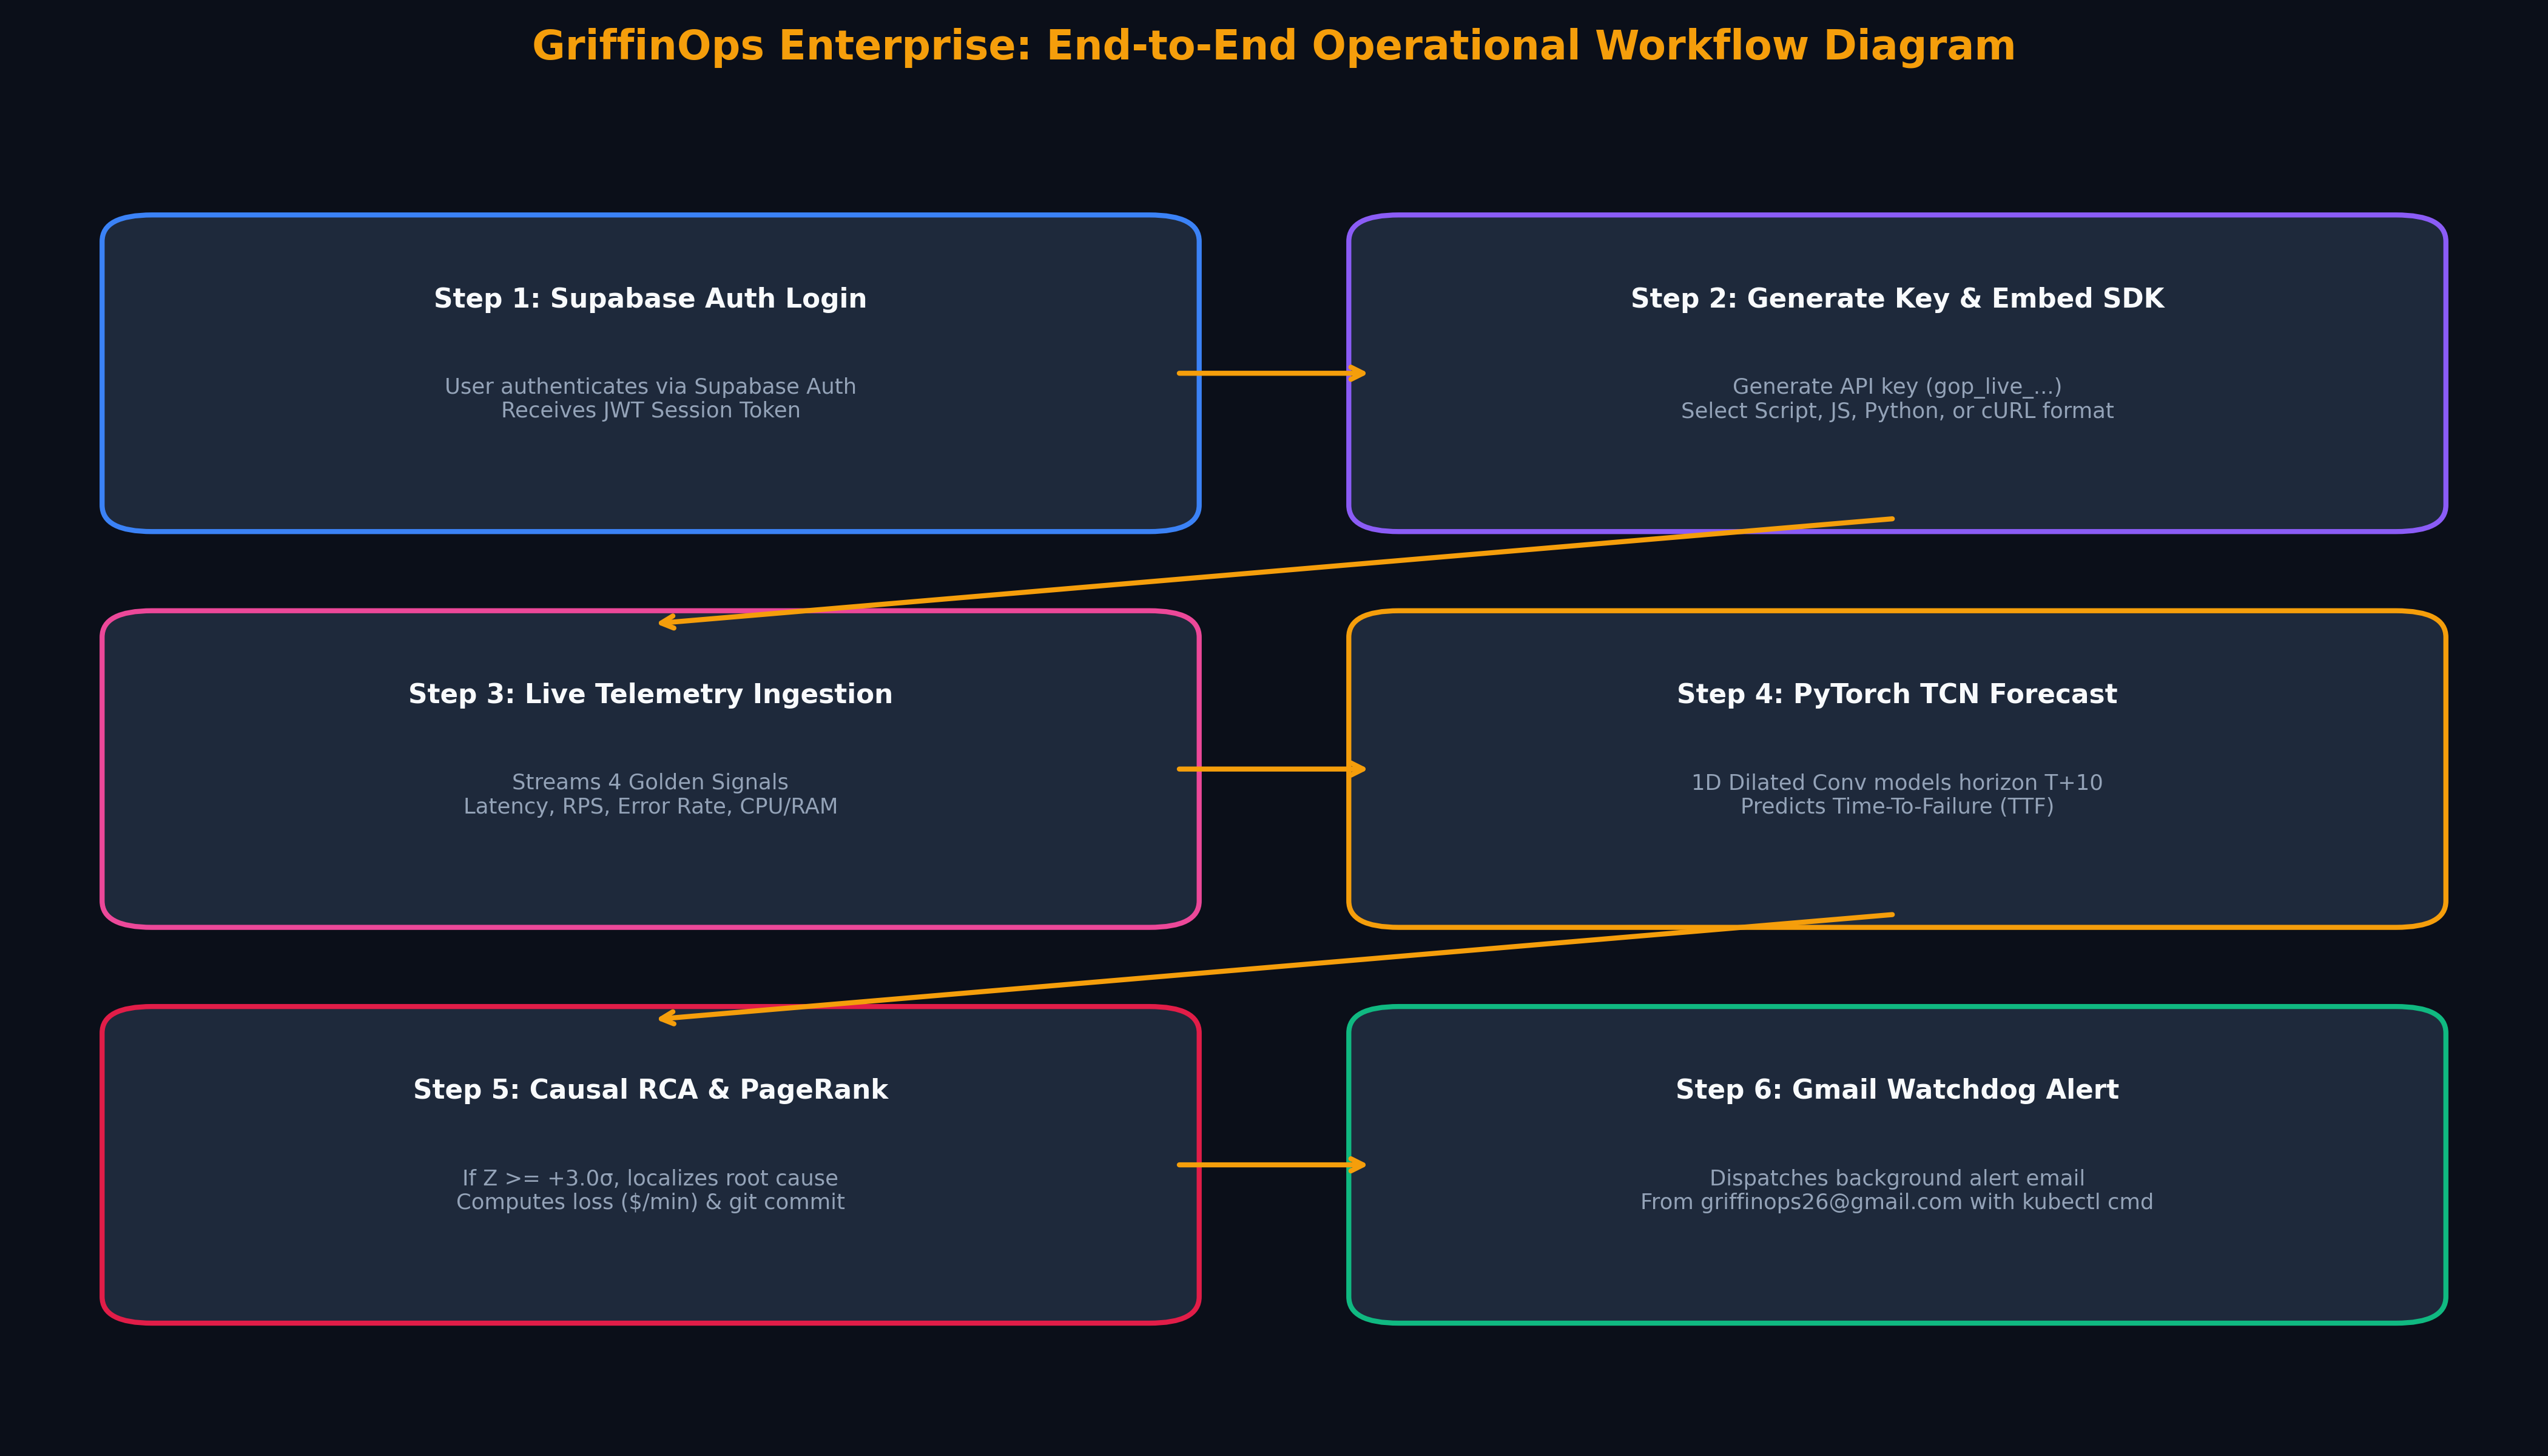 GriffinOps Enterprise: End-to-End Operational Workflow Diagram
Step 1: Supabase Auth Login
User authenticates via Supabase Auth
Receives JWT Session Token
Step 2: Generate Key & Embed SDK
Generate API key (gop_live_...)
Select Script, JS, Python, or cURL format
Step 3: Live Telemetry Ingestion
Streams 4 Golden Signals
Latency, RPS, Error Rate, CPU/RAM
Step 4: PyTorch TCN Forecast
1D Dilated Conv models horizon T+10
Predicts Time-To-Failure (TTF)
Step 5: Causal RCA & PageRank
If Z >= +3.0σ, localizes root cause
Computes loss ($/min) & git commit
Step 6: Gmail Watchdog Alert
Dispatches background alert email
From griffinops26@gmail.com with kubectl cmd